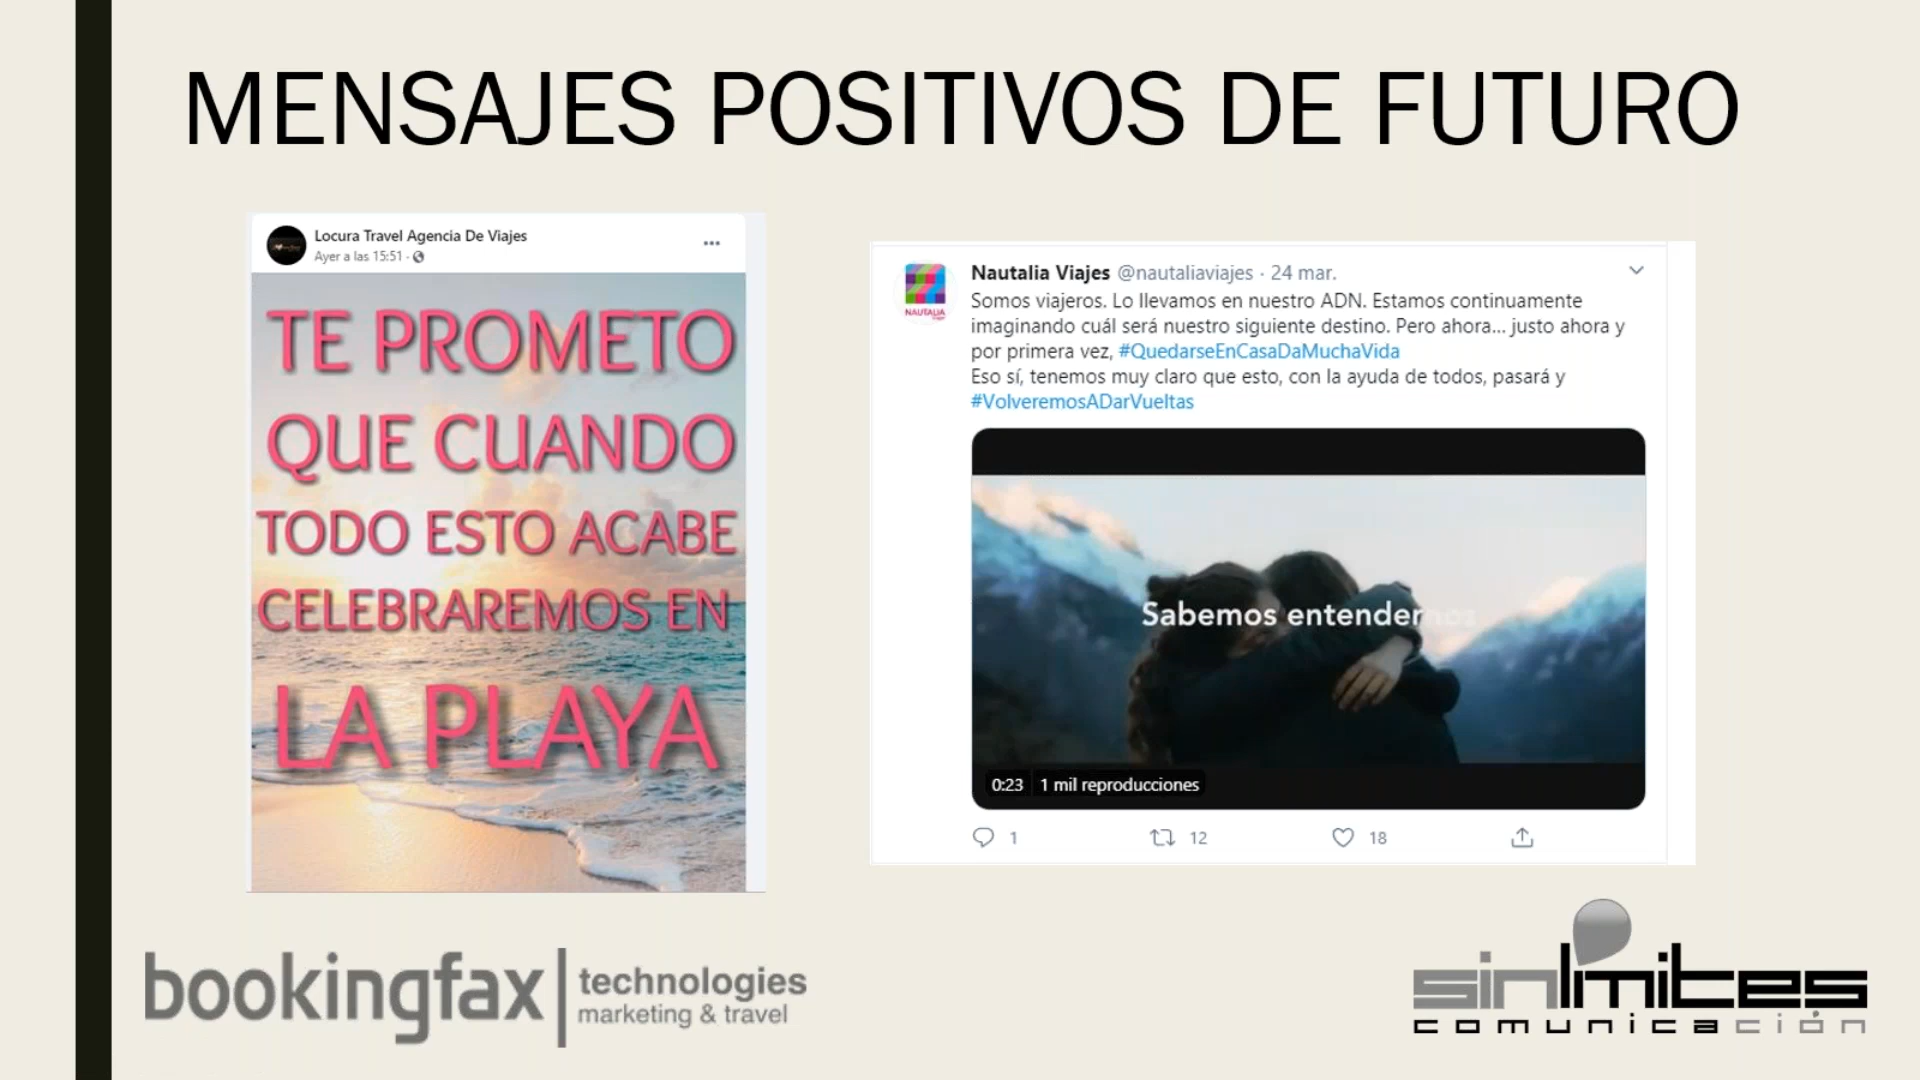 MENSAJES POSITIVOS DE FUTURO
Locura Travel Agencia De Viajes
Ayer a las 15:51 ·
TE PROMETO
QUE CUANDO
TODO ESTO ACABE
CELEBRAREMOS EN
LA PLAYA
Nautalia Viajes @nautaliaviajes · 24 mar.
Somos viajeros. Lo llevamos en nuestro ADN. Estamos continuamente
imaginando cuál será nuestro siguiente destino. Pero ahora... justo ahora y
por primera vez, #QuedarseEnCasaDaMuchaVida
Eso sí, tenemos muy claro que esto, con la ayuda de todos, pasará y
#VolveremosADarVueltas
NAUTALIA
Sabemos entendernos
0:23 1 mil reproducciones
1 12 18
bookingfax technologies
marketing & travel
sinlimites
comunicación